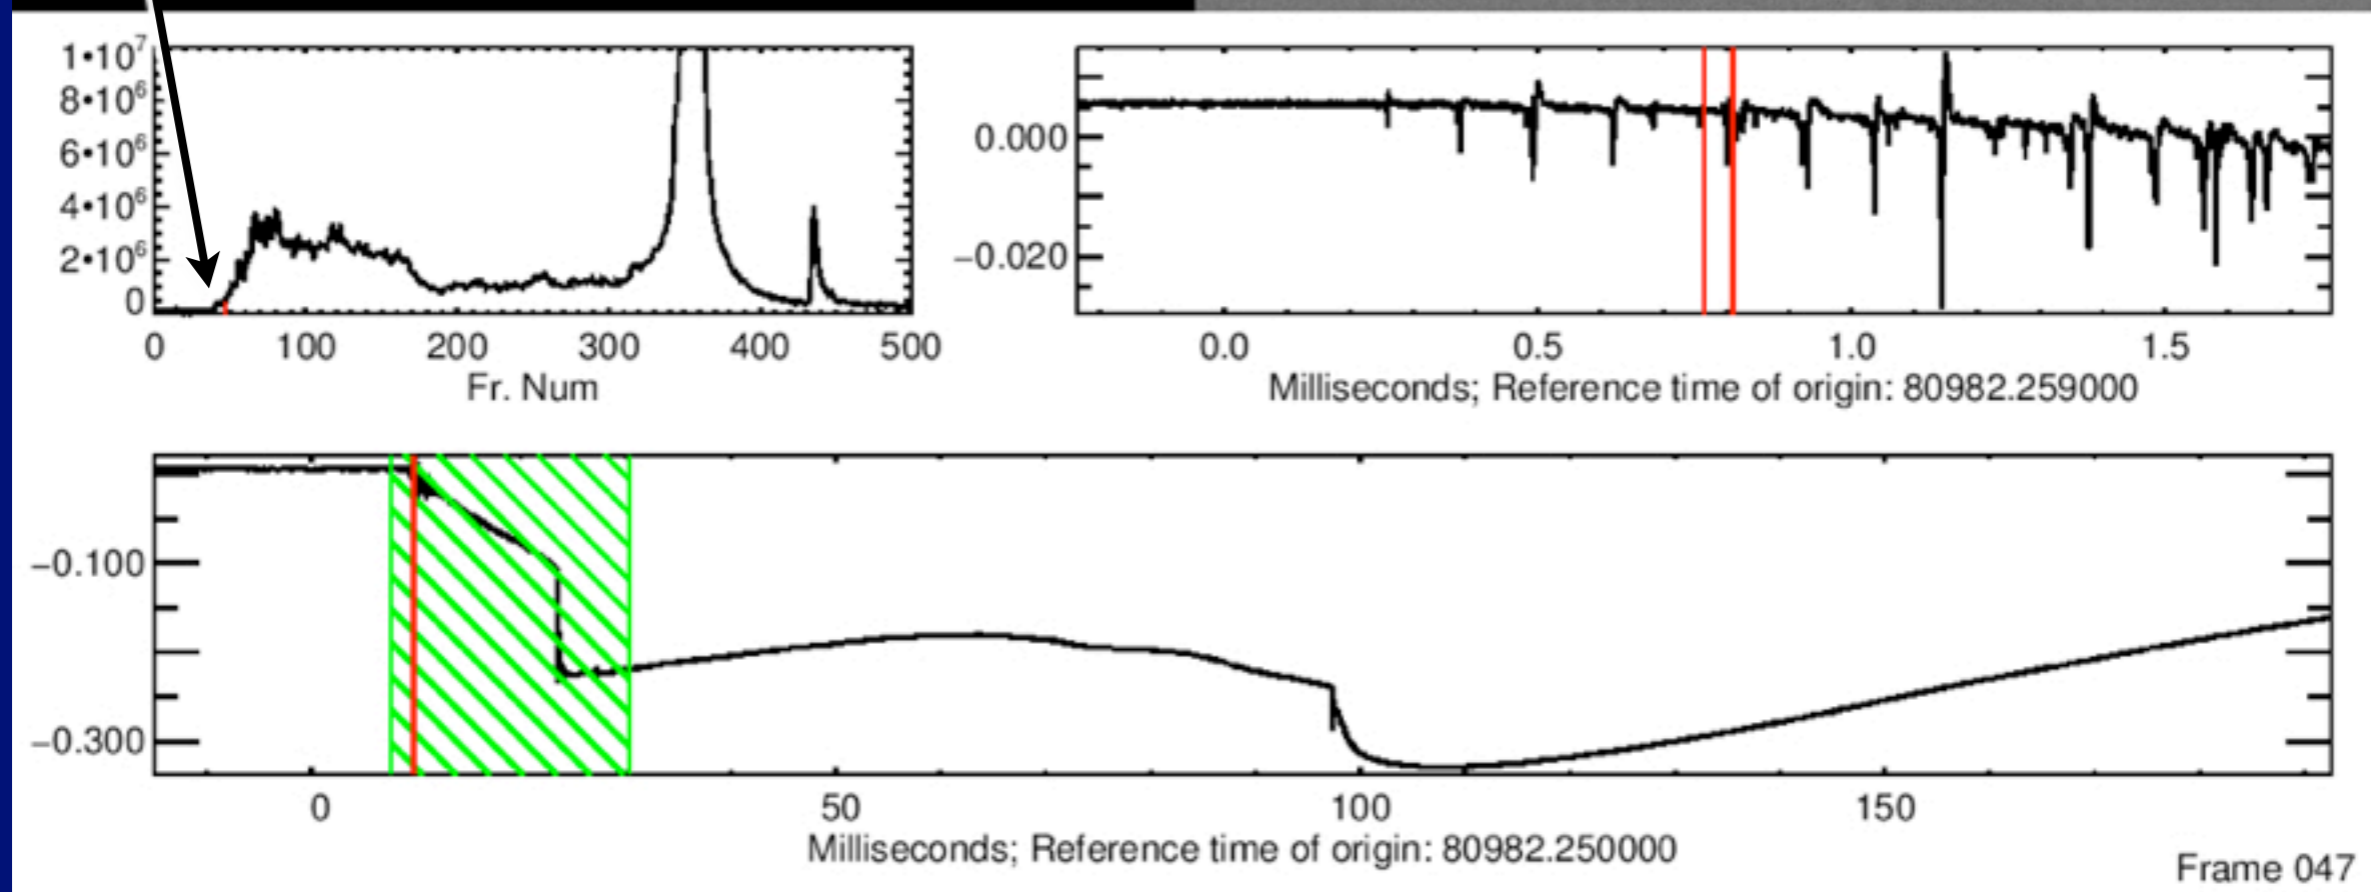 1•10⁷
8•10⁶
6•10⁶
4•10⁶
2•10⁶
0
0 100 200 300 400 500
Fr. Num
0.000
−0.020
0.0 0.5 1.0 1.5
Milliseconds; Reference time of origin: 80982.259000
−0.100
−0.300
0 50 100 150
Milliseconds; Reference time of origin: 80982.250000
Frame 047